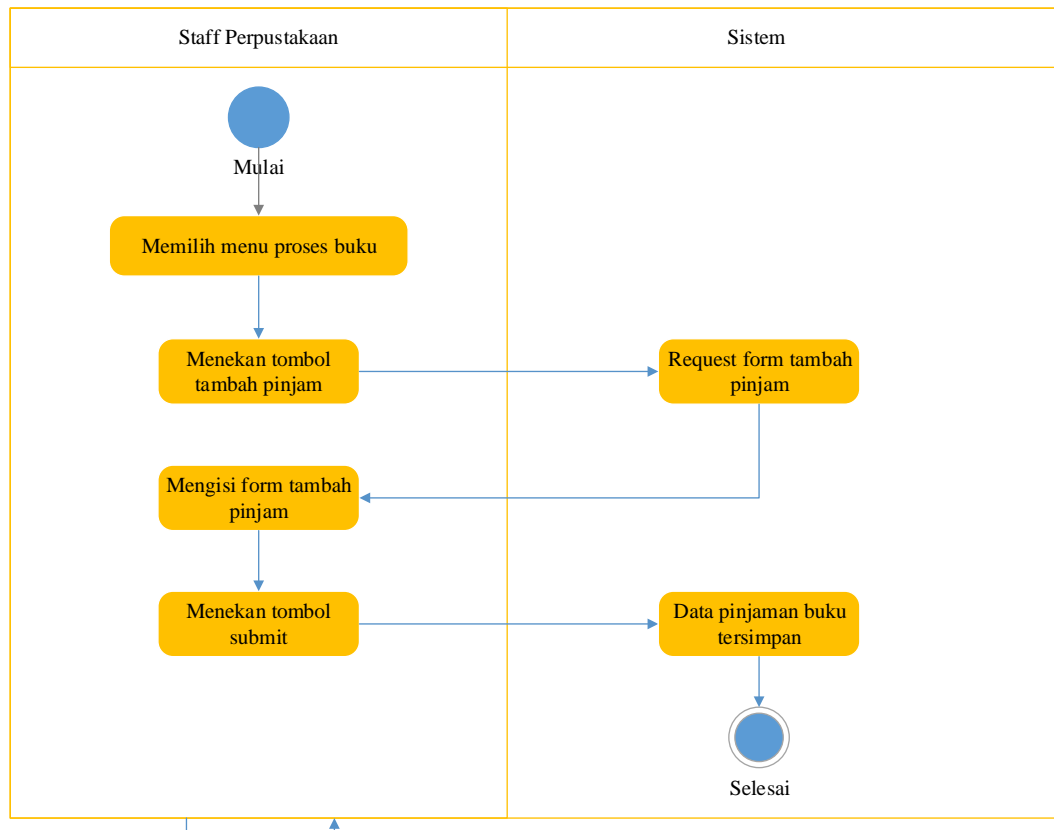 Staff Perpustakaan
Sistem
Mulai
Memilih menu proses buku
Menekan tombol
tambah pinjam
Request form tambah
pinjam
Mengisi form tambah
pinjam
Menekan tombol
submit
Data pinjaman buku
tersimpan
Selesai